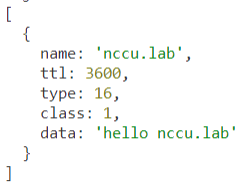 [
  {
    name: 'nccu.lab',
    ttl: 3600,
    type: 16,
    class: 1,
    data: 'hello nccu.lab'
  }
]